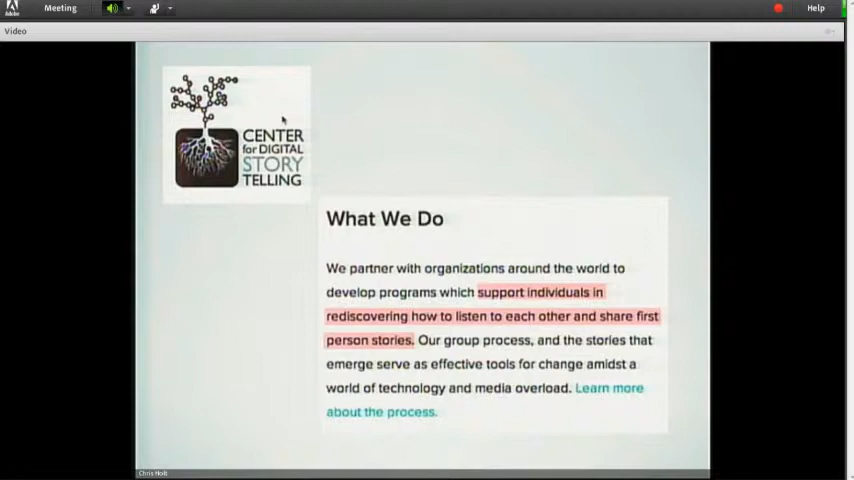 Meeting
Help
Video
CENTER
for DIGITAL
STORY
TELLING
What We Do
We partner with organizations around the world to
develop programs which support individuals in
rediscovering how to listen to each other and share first
person stories. Our group process, and the stories that
emerge serve as effective tools for change amidst a
world of technology and media overload. Learn more
about the process.
Chris Holt